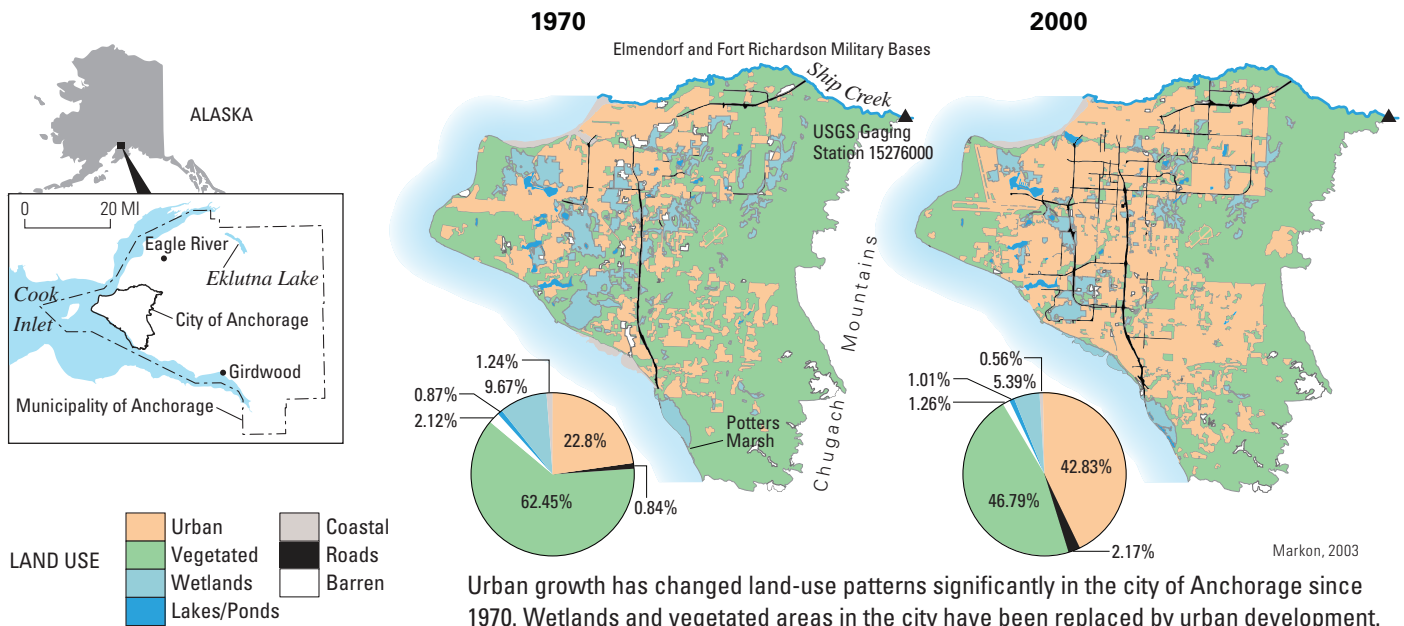 1970
2000
Elmendorf and Fort Richardson Military Bases
Ship Creek
USGS Gaging
Station 15276000
ALASKA
0 20 MI
Eagle River
Eklutna Lake
Cook
Inlet
City of Anchorage
Girdwood
Municipality of Anchorage
Chugach Mountains
Potters
Marsh
1.24%
9.67%
0.87%
2.12%
22.8%
62.45%
0.84%
0.56%
5.39%
1.01%
1.26%
42.83%
46.79%
2.17%
Markon, 2003
LAND USE
Urban
Vegetated
Wetlands
Lakes/Ponds
Coastal
Roads
Barren
Urban growth has changed land-use patterns significantly in the city of Anchorage since
1970. Wetlands and vegetated areas in the city have been replaced by urban development.